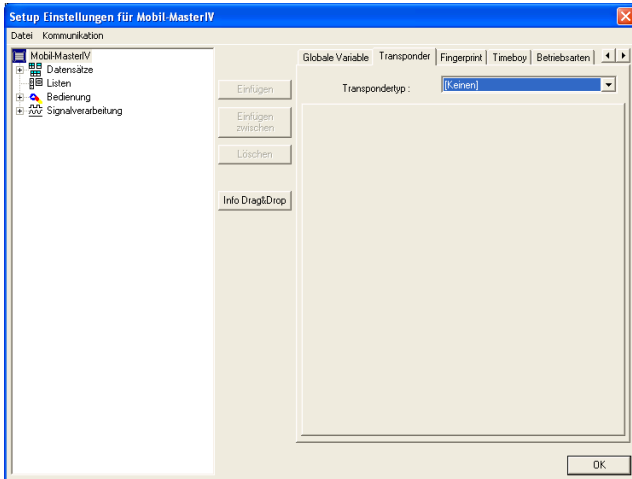 Setup Einstellungen für Mobil-MasterIV
Datei Kommunikation
Mobil-MasterIV
Datensätze
Listen
Bedienung
Signalverarbeitung
Einfügen
Einfügen
zwischen
Löschen
Info Drag&Drop
Globale Variable Transponder Fingerprint Timeboy Betriebsarten
Transpondertyp : [Keinen]
OK